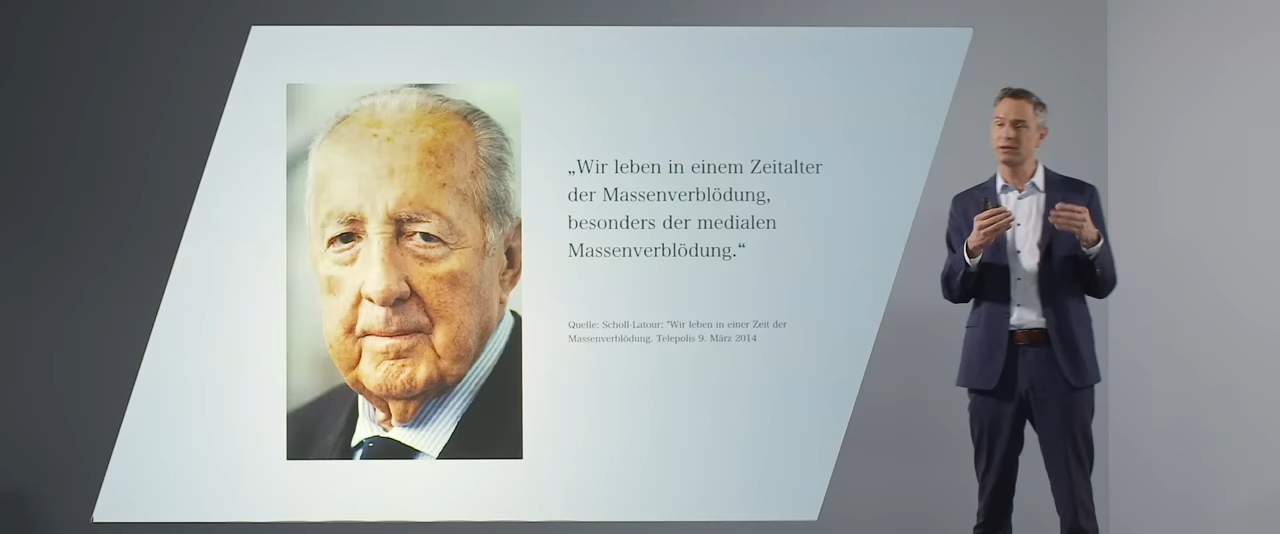 „Wir leben in einem Zeitalter
der Massenverblödung,
besonders der medialen
Massenverblödung.“
Quelle: Scholl-Latour: "Wir leben in einer Zeit der
Massenverblödung. Telepolis 9. März 2014